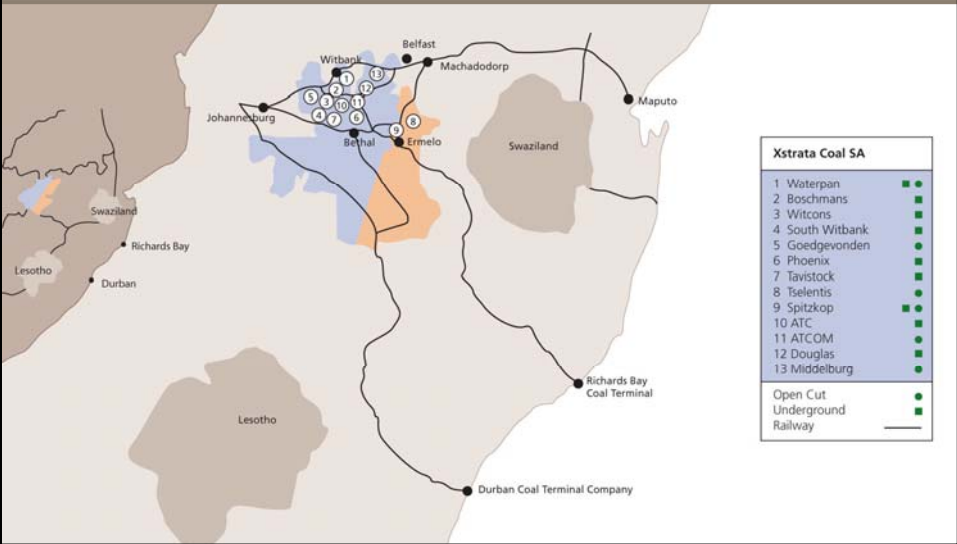 Belfast
Witbank
Machadodorp
1
13
2
12
5
3
10
11
Maputo
Johannesburg
4
7
6
8
9
Bethal
Ermelo
Swaziland
Swaziland
Richards Bay
Lesotho
Durban
Richards Bay
Coal Terminal
Lesotho
Durban Coal Terminal Company
Xstrata Coal SA
1 Waterpan
2 Boschmans
3 Witcons
4 South Witbank
5 Goedgevonden
6 Phoenix
7 Tavistock
8 Tselentis
9 Spitzkop
10 ATC
11 ATCOM
12 Douglas
13 Middelburg
Open Cut
Underground
Railway